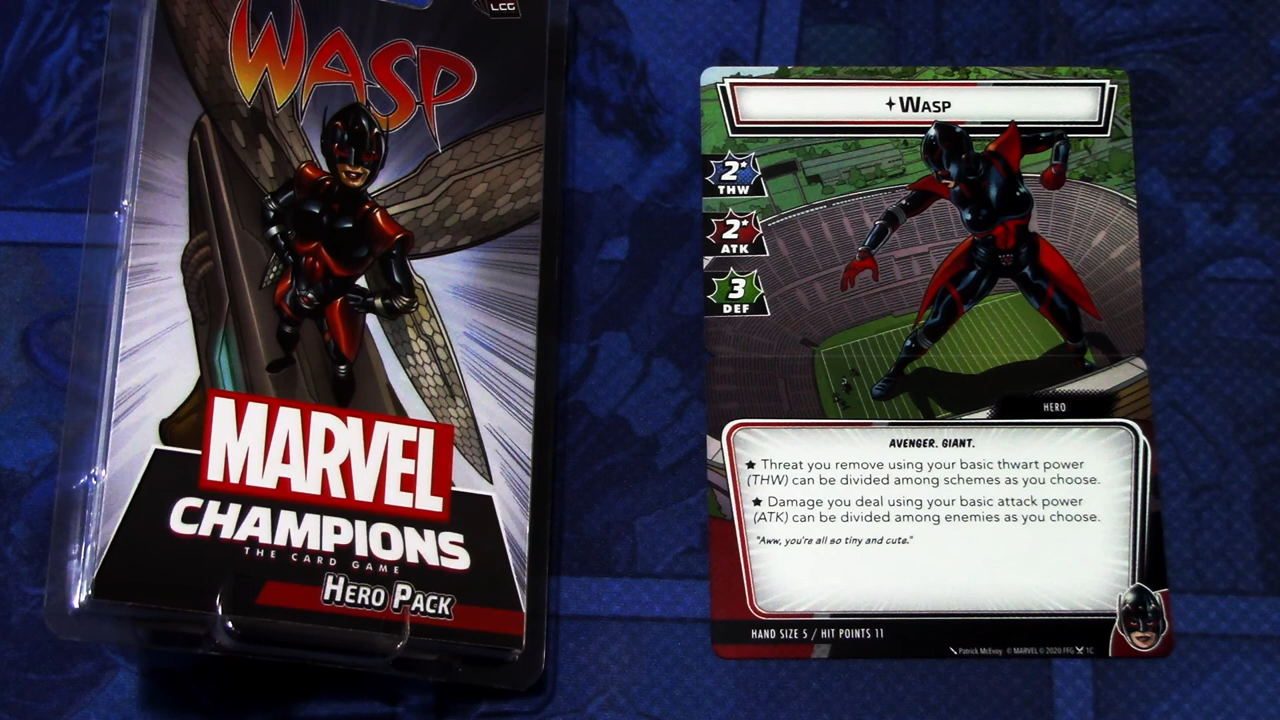 LCG
WASP
MARVEL
CHAMPIONS
THE CARD GAME
HERO PACK
WASP
2
THW
2
ATK
3
DEF
HERO
AVENGER. GIANT.
★ Threat you remove using your basic thwart power
(THW) can be divided among schemes as you choose.
★ Damage you deal using your basic attack power
(ATK) can be divided among enemies as you choose.
"Aww, you're all so tiny and cute."
HAND SIZE 5 / HIT POINTS 11
Patrick McEvoy © MARVEL © 2020 FFG 1C